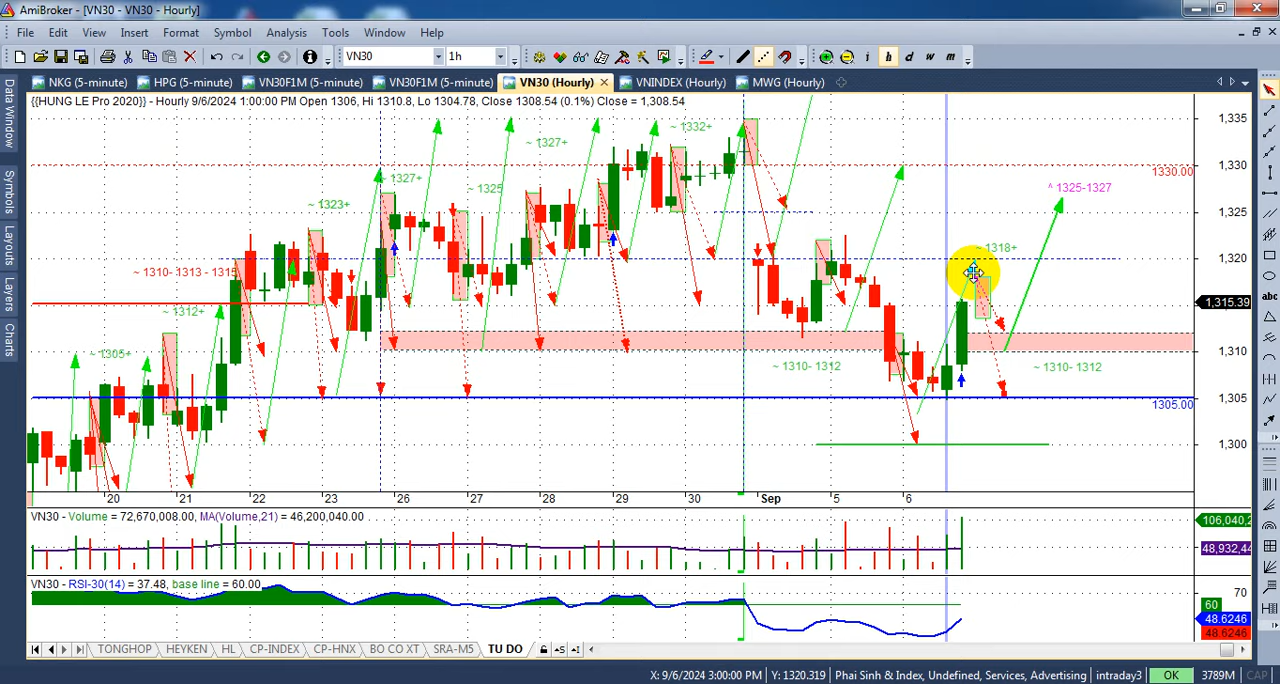 AmiBroker - [VN30 - VN30 - Hourly]
File Edit View Insert Format Symbol Analysis Tools Window Help
VN30 1h i h d w m
NKG (5-minute) HPG (5-minute) VN30F1M (5-minute) VN30F1M (5-minute) VN30 (Hourly) VNINDEX (Hourly) MWG (Hourly)
Data Window
Symbols
Layouts
Layers
Charts
{{HUNG LE Pro 2020}} - Hourly 9/6/2024 1:00:00 PM Open 1306, Hi 1310.8, Lo 1304.78, Close 1308.54 (0.1%) Close = 1,308.54
1,335
~ 1332+
~ 1327+
1,330
1330.00
~ 1327+
~ 1325
^ 1325-1327
~ 1323+
1,325
~ 1318+
1,320
~ 1310- 1313 - 1315
1,315.39
~ 1312+
~ 1305+
1,310
~ 1310- 1312
~ 1310- 1312
1,305
1305.00
1,300
20 21 22 23 26 27 28 29 30 Sep 5 6
VN30 - Volume = 72,670,008.00, MA(Volume,21) = 46,200,040.00
106,040,2
48,932,44
VN30 - RSI-30(14) = 37.48, base line = 60.00
70
60
48.6246
48.6246
TONGHOP HEYKEN HL CP-INDEX CP-HNX BO CO XT SRA-M5 TU DO
X: 9/6/2024 3:00:00 PM Y: 1320.319 Phai Sinh & Index, Undefined, Services, Advertising intraday3 OK 3789M CAP
abc